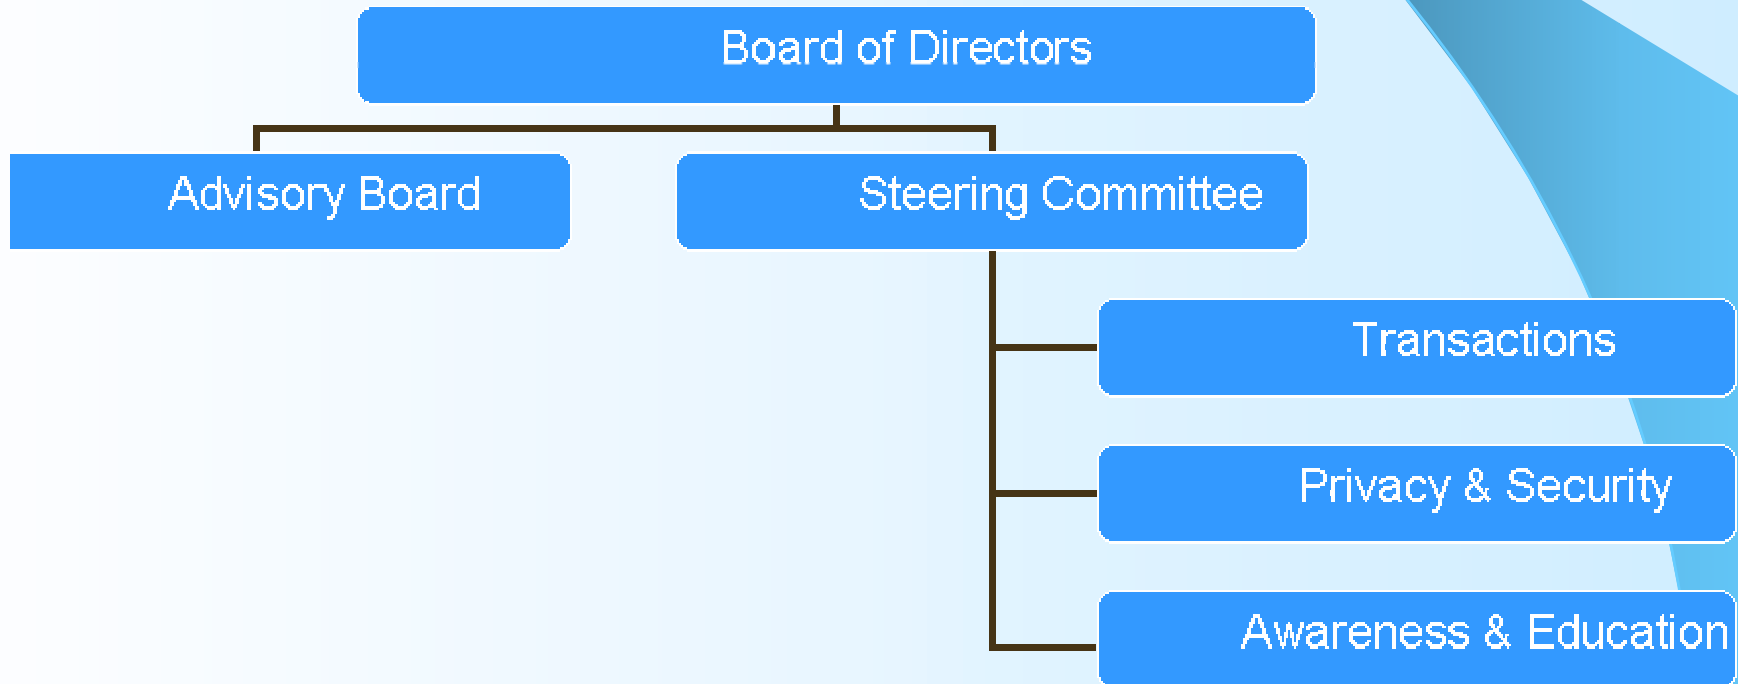 Board of Directors
Advisory Board
Steering Committee
Transactions
Privacy & Security
Awareness & Education